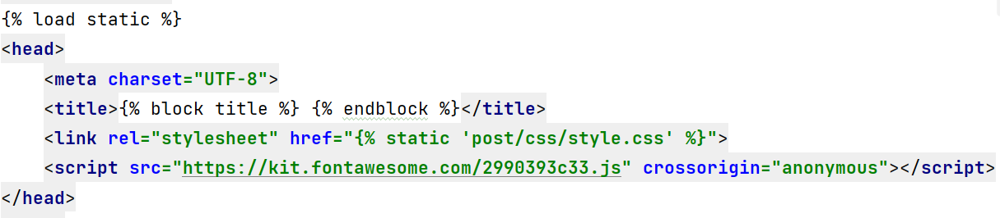 {% load static %}
<head>
    <meta charset="UTF-8">
    <title>{% block title %} {% endblock %}</title>
    <link rel="stylesheet" href="{% static 'post/css/style.css' %}">
    <script src="https://kit.fontawesome.com/2990393c33.js" crossorigin="anonymous"></script>
</head>